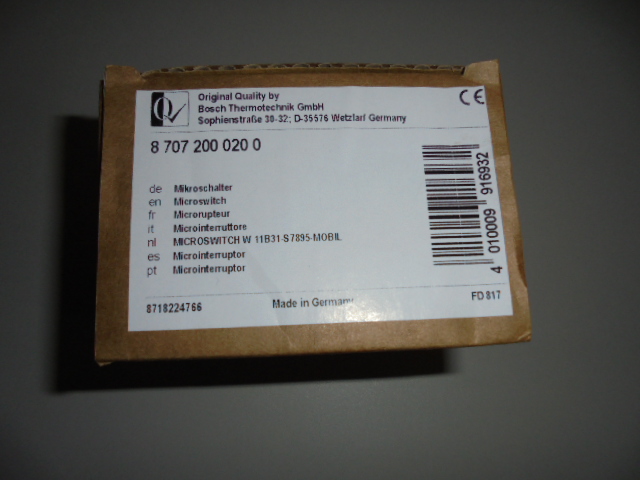 QV
Original Quality by
Bosch Thermotechnik GmbH
Sophienstraße 30-32; D-35576 Wetzlar Germany
CE
8 707 200 020 0
de Mikroschalter
en Microswitch
fr Microrupteur
it Microinterruttore
nl MICROSWITCH W 11B31-S7895-MOBIL
es Microinterruptor
pt Microinterruptor
4 010009 916932
8718224766
Made in Germany
FD 817